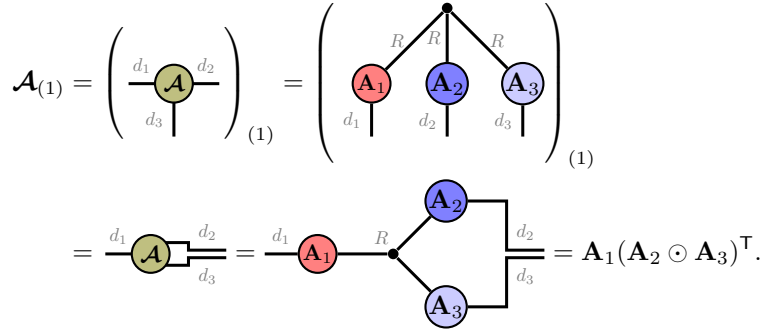 𝓐₍₁₎ = ( d₁ d₂ 𝓐 d₃ )₍₁₎ = ( R R R 𝐀₁ 𝐀₂ 𝐀₃ d₁ d₂ d₃ )₍₁₎
= d₁ 𝓐 d₂ d₃ = d₁ 𝐀₁ R 𝐀₂ 𝐀₃ d₂ d₃ = 𝐀₁(𝐀₂ ⊙ 𝐀₃)ᵀ.